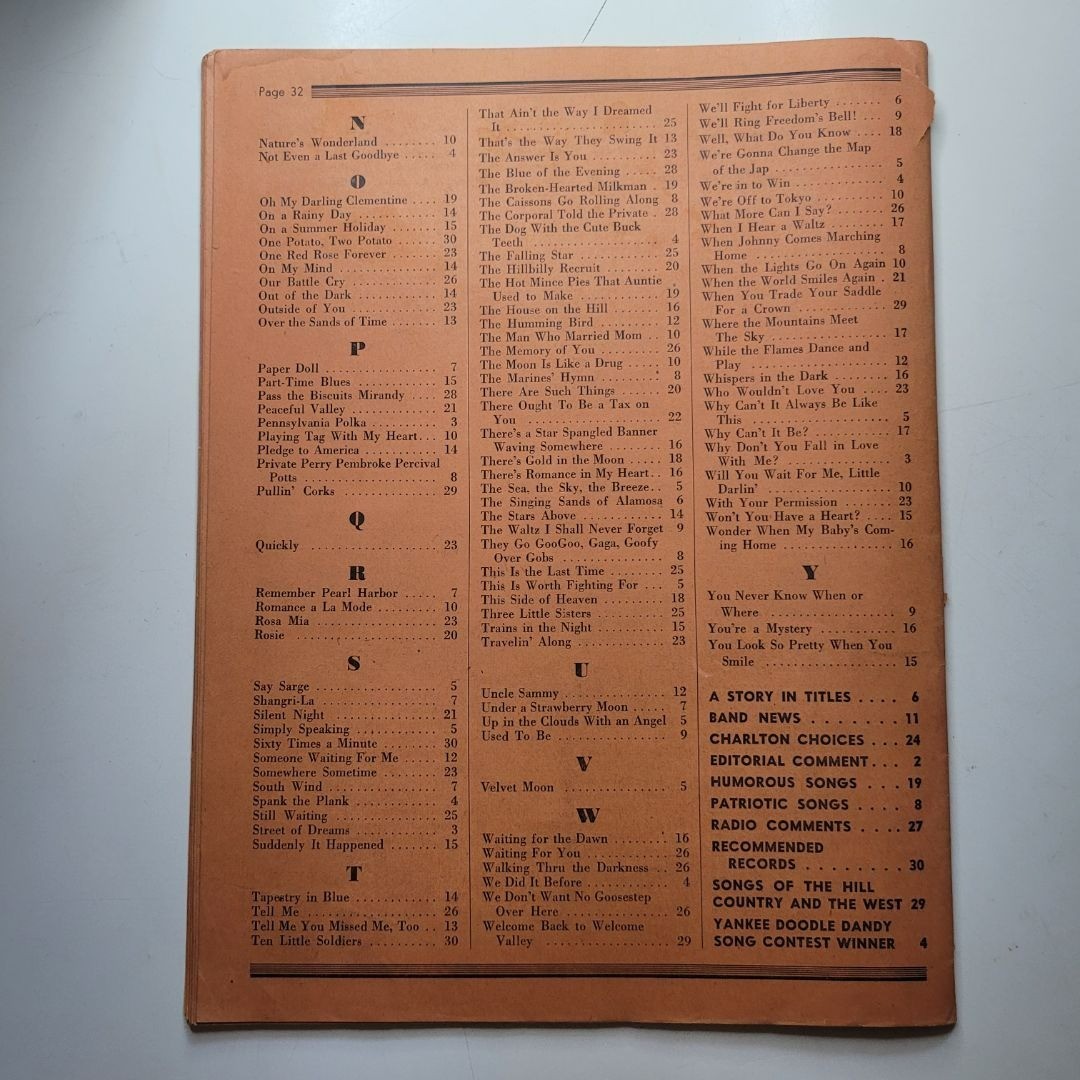 Page 32
N
Nature's Wonderland ........ 10
Not Even a Last Goodbye ..... 4
O
Oh My Darling Clementine .... 19
On a Rainy Day ............. 14
On a Summer Holiday ........ 15
One Potato, Two Potato ...... 30
One Red Rose Forever ........ 23
On My Mind ................ 14
Our Battle Cry .............. 26
Out of the Dark ............. 14
Outside of You .............. 23
Over the Sands of Time ....... 13
P
Paper Doll .................. 7
Part-Time Blues ............. 15
Pass the Biscuits Mirandy ..... 28
Peaceful Valley .............. 21
Pennsylvania Polka ........... 3
Playing Tag With My Heart... 10
Pledge to America ........... 14
Private Perry Pembroke Percival
Potts ..................... 8
Pullin' Corks ............... 29
Q
Quickly .................. 23
R
Remember Pearl Harbor ..... 7
Romance a La Mode ......... 10
Rosa Mia .................. 23
Rosie ..................... 20
S
Say Sarge ................. 5
Shangri-La ................. 7
Silent Night ................ 21
Simply Speaking ............ 5
Sixty Times a Minute ........ 30
Someone Waiting For Me ..... 12
Somewhere Sometime ........ 23
South Wind ................ 7
Spank the Plank ............ 4
Still Waiting ............... 25
Street of Dreams ............ 3
Suddenly It Happened ....... 15
T
Tapestry in Blue ............ 14
Tell Me ................... 26
Tell Me You Missed Me, Too .. 13
Ten Little Soldiers .......... 30
That Ain't the Way I Dreamed
It ....................... 25
That's the Way They Swing It 13
The Answer Is You .......... 23
The Blue of the Evening ..... 28
The Broken-Hearted Milkman . 19
The Caissons Go Rolling Along 8
The Corporal Told the Private . 28
The Dog With the Cute Buck
Teeth .................... 4
The Falling Star ............ 25
The Hillbilly Recruit ........ 20
The Hot Mince Pies That Auntie
Used to Make ............ 19
The House on the Hill ....... 16
The Humming Bird .......... 12
The Man Who Married Mom .. 10
The Memory of You ......... 26
The Moon Is Like a Drug .... 10
The Marines' Hymn ......... 8
There Are Such Things ...... 20
There Ought To Be a Tax on
You .................... 22
There's a Star Spangled Banner
Waving Somewhere ........ 16
There's Gold in the Moon .... 18
There's Romance in My Heart.. 16
The Sea, the Sky, the Breeze.. 5
The Singing Sands of Alamosa 6
The Stars Above ............ 14
The Waltz I Shall Never Forget 9
They Go GooGoo, Gaga, Goofy
Over Gobs ............... 8
This Is the Last Time ........ 25
This Is Worth Fighting For ... 5
This Side of Heaven ......... 18
Three Little Sisters .......... 25
Trains in the Night .......... 15
Travelin' Along ............. 23
U
Uncle Sammy .............. 12
Under a Strawberry Moon ..... 7
Up in the Clouds With an Angel 5
Used To Be ............... 9
V
Velvet Moon .............. 5
W
Waiting for the Dawn ........ 16
Waiting For You ........... 26
Walking Thru the Darkness .. 26
We Did It Before ........... 4
We Don't Want No Goosestep
Over Here .............. 26
Welcome Back to Welcome
Valley .................. 29
We'll Fight for Liberty ....... 6
We'll Ring Freedom's Bell! ... 9
Well, What Do You Know .... 18
We're Gonna Change the Map
of the Jap ............... 5
We're in to Win ............ 4
We're Off to Tokyo ......... 10
What More Can I Say? ....... 26
When I Hear a Waltz ........ 17
When Johnny Comes Marching
Home ................... 8
When the Lights Go On Again 10
When the World Smiles Again . 21
When You Trade Your Saddle
For a Crown ............. 29
Where the Mountains Meet
The Sky ................ 17
While the Flames Dance and
Play .................... 12
Whispers in the Dark ........ 16
Who Wouldn't Love You .... 23
Why Can't It Always Be Like
This .................... 5
Why Can't It Be? ........... 17
Why Don't You Fall in Love
With Me? ............... 3
Will You Wait For Me, Little
Darlin' ................. 10
With Your Permission ....... 23
Won't You Have a Heart? .... 15
Wonder When My Baby's Com-
ing Home ............... 16
Y
You Never Know When or
Where .................. 9
You're a Mystery ........... 16
You Look So Pretty When You
Smile .................. 15
A STORY IN TITLES .... 6
BAND NEWS ........ 11
CHARLTON CHOICES ... 24
EDITORIAL COMMENT... 2
HUMOROUS SONGS .... 19
PATRIOTIC SONGS .... 8
RADIO COMMENTS .... 27
RECOMMENDED
RECORDS ......... 30
SONGS OF THE HILL
COUNTRY AND THE WEST 29
YANKEE DOODLE DANDY
SONG CONTEST WINNER 4